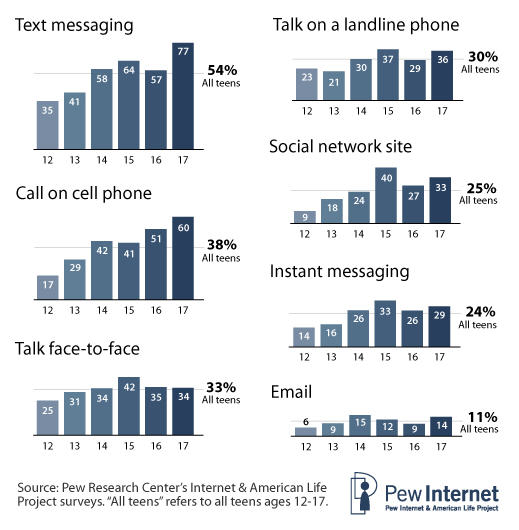 Text messaging
77
64
58
57
41
35
54%
All teens
12 13 14 15 16 17
Call on cell phone
60
51
42
41
29
17
38%
All teens
12 13 14 15 16 17
Talk face-to-face
42
25 31 34 35 34
33%
All teens
12 13 14 15 16 17
Talk on a landline phone
37
36
30
29
23
21
30%
All teens
12 13 14 15 16 17
Social network site
40
33
27
24
18
9
25%
All teens
12 13 14 15 16 17
Instant messaging
33
29
26
26
16
14
24%
All teens
12 13 14 15 16 17
Email
6 9 15 12 9 14
11%
All teens
12 13 14 15 16 17
Source: Pew Research Center's Internet & American Life
Project surveys. "All teens" refers to all teens ages 12-17.
Pew Internet
Pew Internet & American Life Project